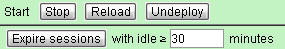 Start Stop Reload Undeploy
Expire sessions with idle ≥ 30 minutes